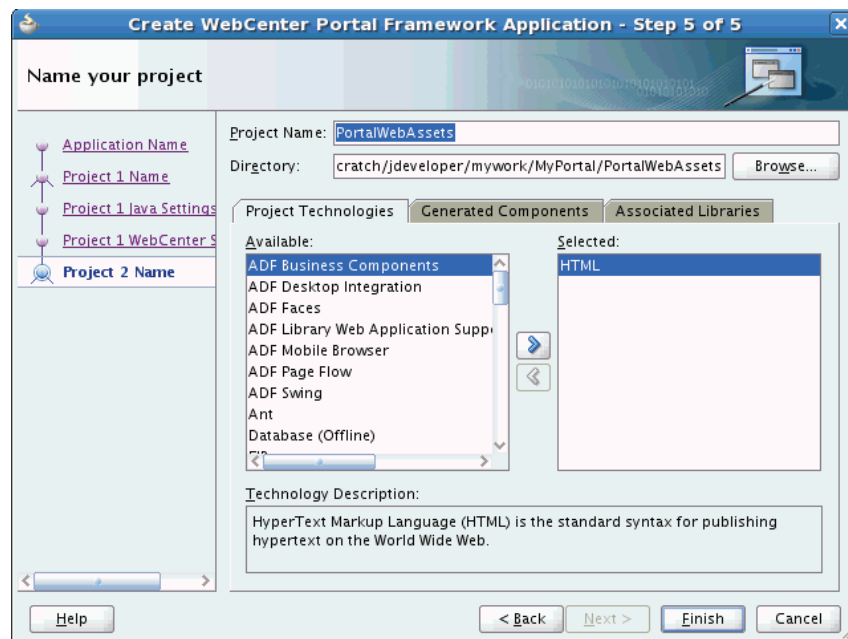 Create WebCenter Portal Framework Application - Step 5 of 5
Name your project
Application Name
Project 1 Name
Project 1 Java Settings
Project 1 WebCenter S
Project 2 Name
Project Name: PortalWebAssets
Directory: cratch/jdeveloper/mywork/MyPortal/PortalWebAssets Browse...
Project Technologies Generated Components Associated Libraries
Available:
ADF Business Components
ADF Desktop Integration
ADF Faces
ADF Library Web Application Suppo
ADF Mobile Browser
ADF Page Flow
ADF Swing
Ant
Database (Offline)
Selected:
HTML
Technology Description:
HyperText Markup Language (HTML) is the standard syntax for publishing
hypertext on the World Wide Web.
Help < Back Next > Finish Cancel